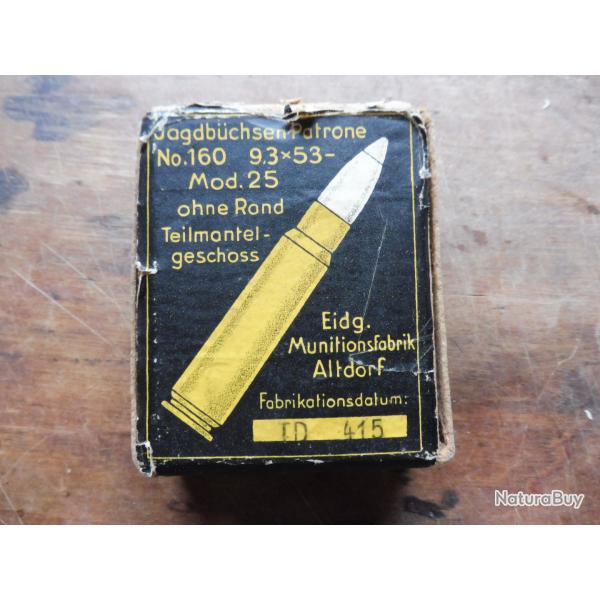 Jagdbüchsen-Patrone
No.160 9,3×53-
Mod.25
ohne Rand
Teilmantel-
geschoss
Eidg.
Munitionsfabrik
Altdorf
Fabrikationsdatum:
ID 415
NaturaBuy